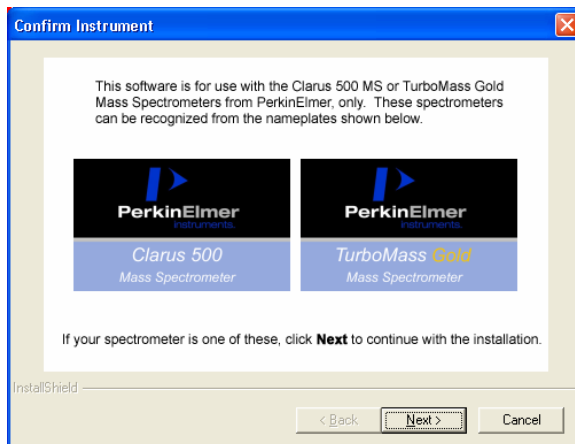 Confirm Instrument
This software is for use with the Clarus 500 MS or TurboMass Gold
Mass Spectrometers from PerkinElmer, only. These spectrometers
can be recognized from the nameplates shown below.
PerkinElmer
instruments.
Clarus 500
Mass Spectrometer
PerkinElmer
instruments.
TurboMass Gold
Mass Spectrometer
If your spectrometer is one of these, click Next to continue with the installation.
InstallShield
< Back
Next >
Cancel